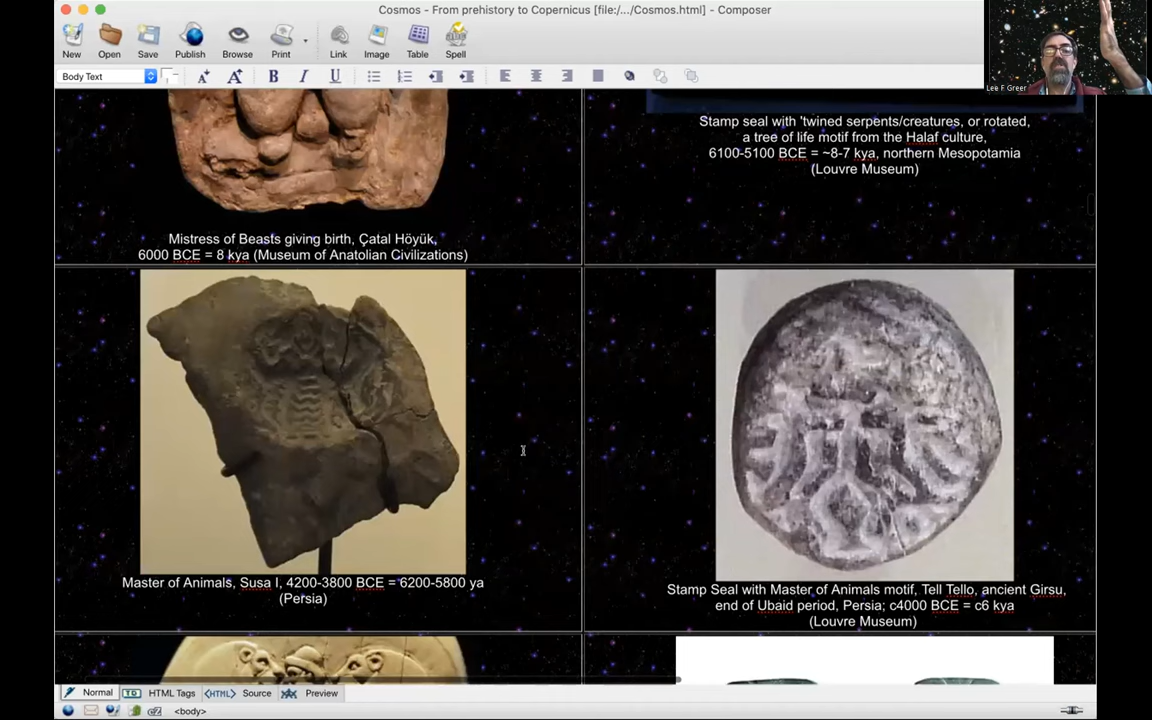 Cosmos - From prehistory to Copernicus [file:/.../Cosmos.html] - Composer
New Open Save Publish Browse Print Link Image Table Spell
Body Text
B I U
Lee F Greer
Mistress of Beasts giving birth, Çatal Höyük,
6000 BCE = 8 kya (Museum of Anatolian Civilizations)
Stamp seal with 'twined serpents/creatures, or rotated,
a tree of life motif from the Halaf culture,
6100-5100 BCE = ~8-7 kya, northern Mesopotamia
(Louvre Museum)
Master of Animals, Susa I, 4200-3800 BCE = 6200-5800 ya
(Persia)
Stamp Seal with Master of Animals motif, Tell Tello, ancient Girsu,
end of Ubaid period, Persia; c4000 BCE = c6 kya
(Louvre Museum)
Normal TD HTML Tags <HTML> Source Preview
<body>